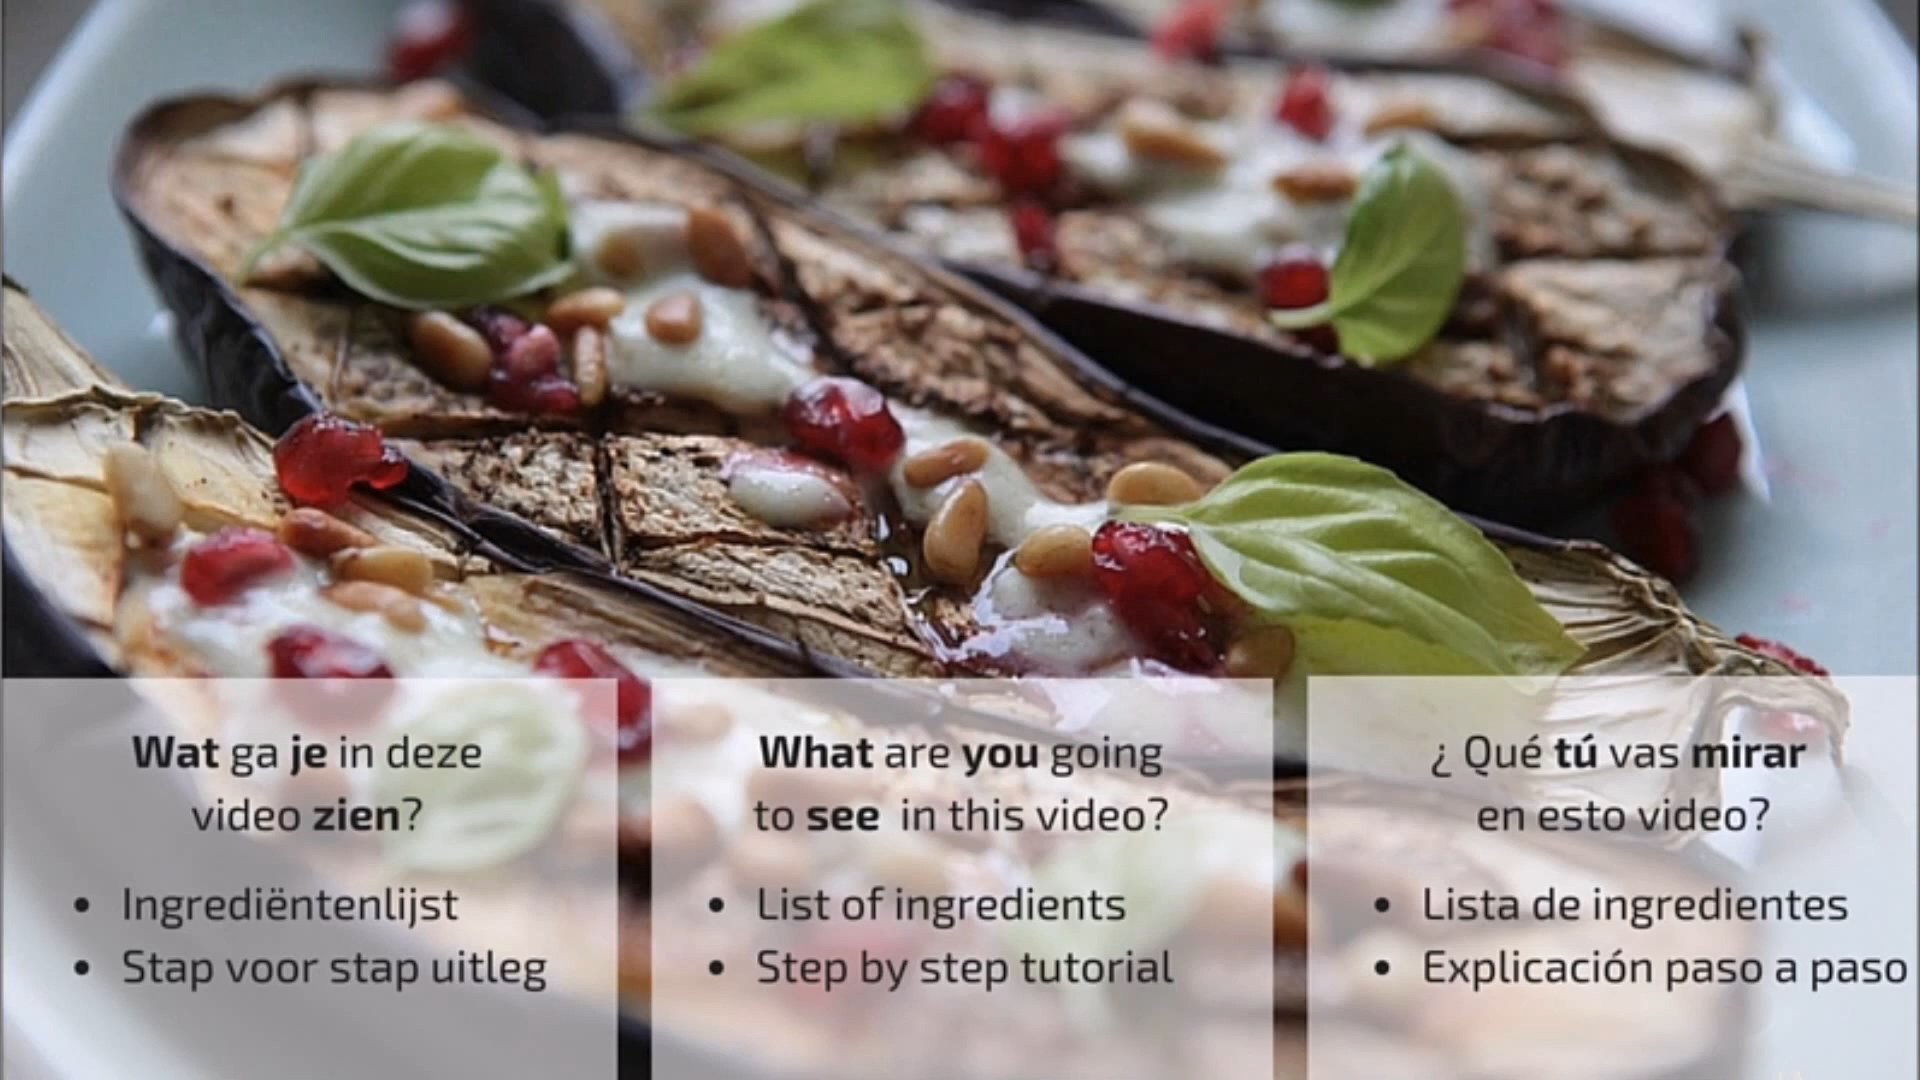 Wat ga je in deze
video zien?
• Ingrediëntenlijst
• Stap voor stap uitleg
What are you going
to see in this video?
• List of ingredients
• Step by step tutorial
¿ Qué tú vas mirar
en esto video?
• Lista de ingredientes
• Explicación paso a paso